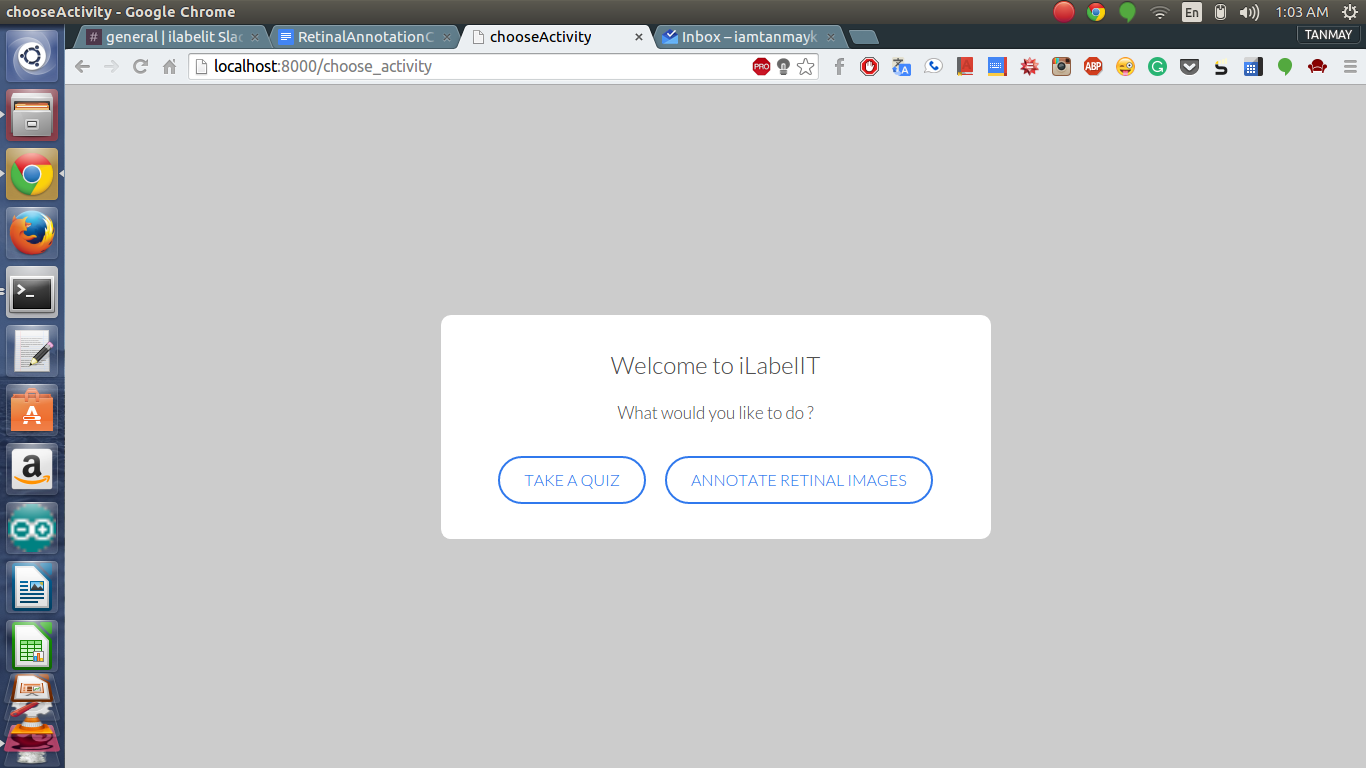 chooseActivity - Google Chrome
En
1:03 AM
# general | ilabelit Slac
RetinalAnnotationC
chooseActivity
Inbox – iamtanmayk
TANMAY
localhost:8000/choose_activity
PRO
ABP
Welcome to iLabelIT
What would you like to do ?
TAKE A QUIZ
ANNOTATE RETINAL IMAGES